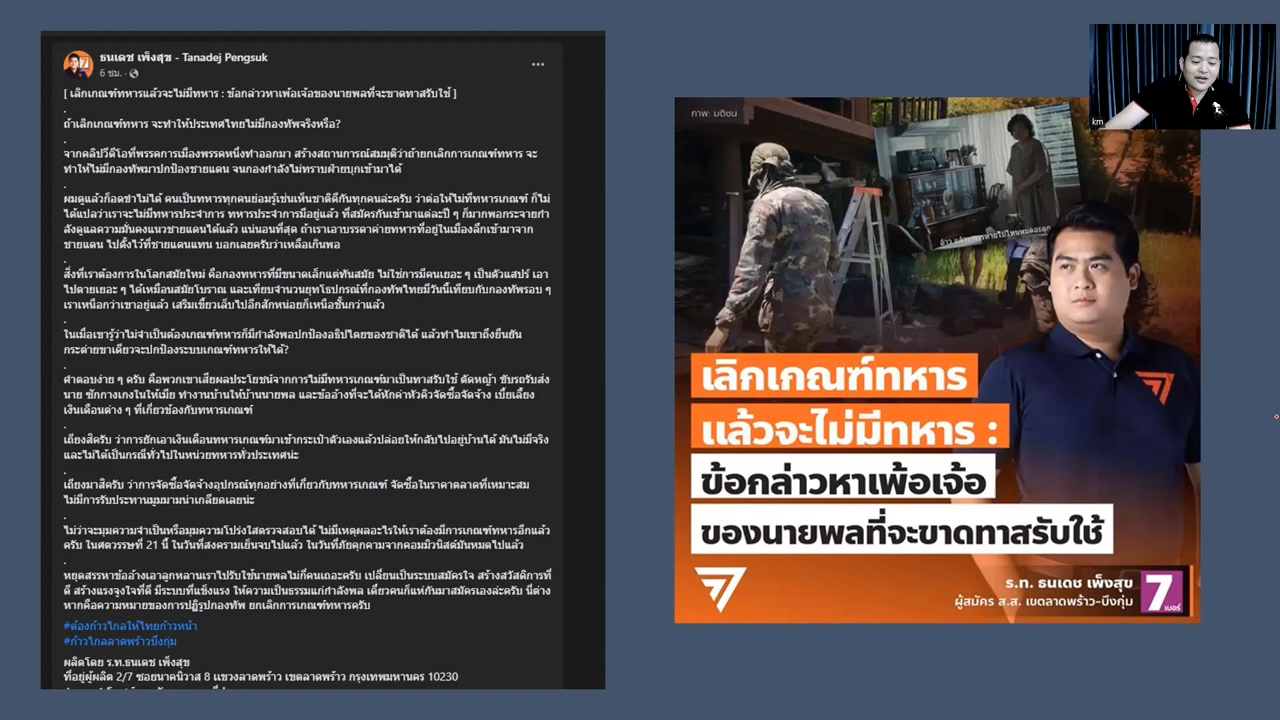 ธนเดช เพ็งสุข - Tanadej Pengsuk
6 ชม. ·
[ เลิกเกณฑ์ทหารแล้วจะไม่มีทหาร : ข้อกล่าวหาเพ้อเจ้อของนายพลที่จะขาดทาสรับใช้ ]
.
ถ้าเลิกเกณฑ์ทหาร จะทำให้ประเทศไทยไม่มีกองทัพจริงหรือ?
.
จากคลิปวีดีโอที่พรรคการเมืองพรรคหนึ่งทำออกมา สร้างสถานการณ์สมมุติว่าถ้ายกเลิกการเกณฑ์ทหาร จะ
ทำให้ไม่มีกองทัพมาปกป้องชายแดน จนกองกำลังไม่ทราบฝ่ายบุกเข้ามาได้
.
ผมดูแล้วก็อดขำไม่ได้ คนเป็นทหารทุกคนย่อมรู้เช่นเห็นชาติดีกันทุกคนล่ะครับ ว่าต่อให้ไม่มีทหารเกณฑ์ ก็ไม่
ได้แปลว่าเราจะไม่มีทหารประจำการ ทหารประจำการมีอยู่แล้ว ที่สมัครกันเข้ามาแต่ละปี ๆ ก็มากพอกระจายกำ
ลังดูแลความมั่นคงแนวชายแดนได้แล้ว แน่นอนที่สุด ถ้าเราเอาบรรดาค่ายทหารที่อยู่ในเมืองลึกเข้ามาจาก
ชายแดน ไปตั้งไว้ที่ชายแดนแทน บอกเลยครับว่าเหลือเกินพอ
.
สิ่งที่เราต้องการในโลกสมัยใหม่ คือกองทหารที่มีขนาดเล็กแต่ทันสมัย ไม่ใช่การมีคนเยอะ ๆ เป็นตัวแสปร์ เอา
ไปตายเยอะ ๆ ได้เหมือนสมัยโบราณ และเทียบจำนวนยุทโธปกรณ์ที่กองทัพไทยมีวันนี้เทียบกับกองทัพรอบ ๆ
เราเหนือกว่าเขาอยู่แล้ว เสริมเขี้ยวเล็บไปอีกสักหน่อยก็เหนือชั้นกว่าแล้ว
.
ในเมื่อเขารู้ว่าไม่จำเป็นต้องเกณฑ์ทหารก็มีกำลังพอปกป้องอธิปไตยของชาติได้ แล้วทำไมเขาถึงยืนยัน
กระต่ายขาเดียวจะปกป้องระบบเกณฑ์ทหารให้ได้?
.
คำตอบง่าย ๆ ครับ คือพวกเขาเสียผลประโยชน์จากการไม่มีทหารเกณฑ์มาเป็นทาสรับใช้ ตัดหญ้า ขับรถรับส่ง
นาย ซักกางเกงในให้เมีย ทำงานบ้านให้บ้านนายพล และข้ออ้างที่จะได้หักค่าหัวคิวจัดซื้อจัดจ้าง เบี้ยเลี้ยง
เงินเดือนต่าง ๆ ที่เกี่ยวข้องกับทหารเกณฑ์
.
เถียงสิครับ ว่าการยักเอาเงินเดือนทหารเกณฑ์มาเข้ากระเป๋าตัวเองแล้วปล่อยให้กลับไปอยู่บ้านได้ มันไม่มีจริง
และไม่ได้เป็นกรณีทั่วไปในหน่วยทหารทั่วประเทศน่ะ
.
เถียงมาสิครับ ว่าการจัดซื้อจัดจ้างอุปกรณ์ทุกอย่างที่เกี่ยวกับทหารเกณฑ์ จัดซื้อในราคาตลาดที่เหมาะสม
ไม่มีการรับประทานมูมมามน่าเกลียดเลยน่ะ
.
ไม่ว่าจะมุมความจำเป็นหรือมุมความโปร่งใสตรวจสอบได้ ไม่มีเหตุผลอะไรให้เราต้องมีการเกณฑ์ทหารอีกแล้ว
ครับ ในศตวรรษที่ 21 นี้ ในวันที่สงครามเย็นจบไปแล้ว ในวันที่ภัยคุกคามจากคอมมิวนิสต์มันหมดไปแล้ว
.
หยุดสรรหาข้ออ้างเอาลูกหลานเราไปรับใช้นายพลไม่กี่คนเถอะครับ เปลี่ยนเป็นระบบสมัครใจ สร้างสวัสดิการที่
ดี สร้างแรงจูงใจที่ดี มีระบบที่แข็งแรง ให้ความเป็นธรรมแก่กำลังพล เดี๋ยวคนก็แห่กันมาสมัครเองล่ะครับ นี่ต่าง
หากคือความหมายของการปฏิรูปกองทัพ ยกเลิกการเกณฑ์ทหารครับ
#ต้องก้าวไกลให้ไทยก้าวหน้า
#ก้าวไกลลาดพร้าวบึงกุ่ม
ผลิตโดย ร.ท.ธนเดช เพ็งสุข
ที่อยู่ผู้ผลิต 2/7 ซอยนาคนิวาส 8 แขวงลาดพร้าว เขตลาดพร้าว กรุงเทพมหานคร 10230
ภาพ: มติชน
เลิกเกณฑ์ทหาร
แล้วจะไม่มีทหาร :
ข้อกล่าวหาเพ้อเจ้อ
ของนายพลที่จะขาดทาสรับใช้
ร.ท. ธนเดช เพ็งสุข
ผู้สมัคร ส.ส. เขตลาดพร้าว-บึงกุ่ม
7
เบอร์
km